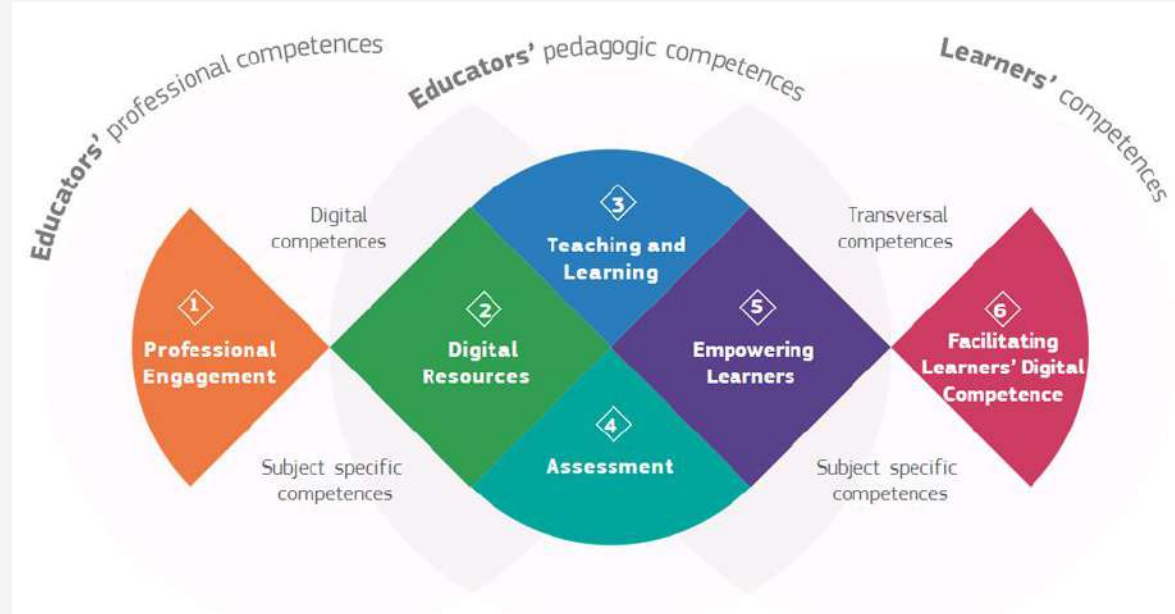 Educators' professional competences
Educators' pedagogic competences
Learners' competences
Digital
competences
Transversal
competences
1
Professional
Engagement
2
Digital
Resources
3
Teaching and
Learning
4
Assessment
5
Empowering
Learners
6
Facilitating
Learners' Digital
Competence
Subject specific
competences
Subject specific
competences